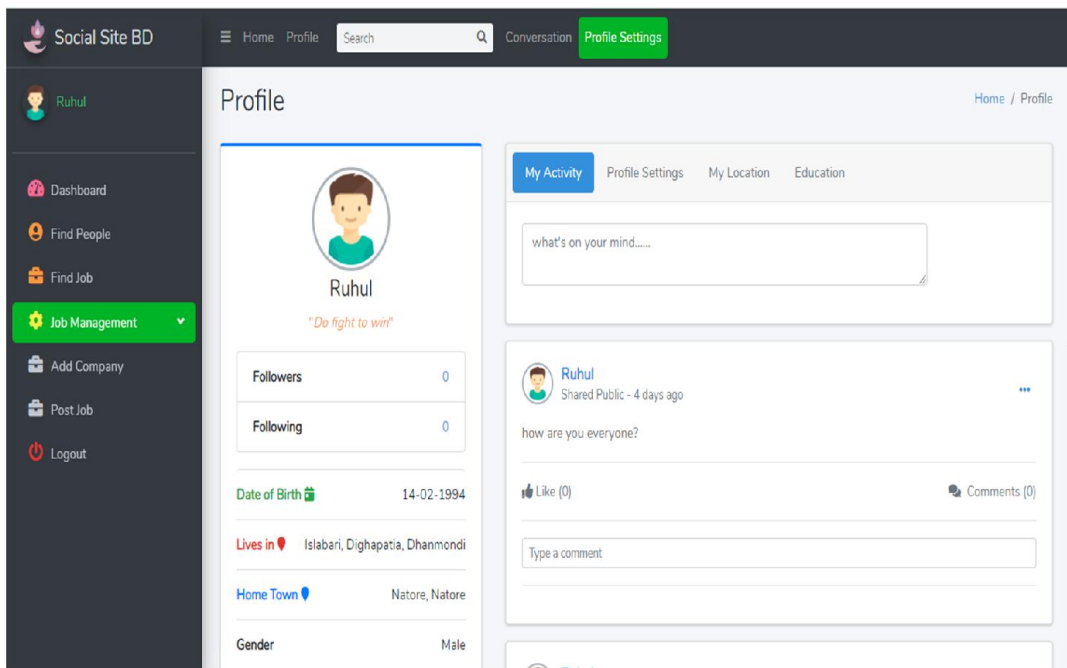 Social Site BD
Home Profile Search Conversation Profile Settings
Ruhul
Dashboard
Find People
Find Job
Job Management
Add Company
Post Job
Logout
Profile
Home / Profile
Ruhul
"Do fight to win"
Followers 0
Following 0
Date of Birth 14-02-1994
Lives in Islabari, Dighapatia, Dhanmondi
Home Town Natore, Natore
Gender Male
My Activity Profile Settings My Location Education
what's on your mind......
Ruhul
Shared Public - 4 days ago
how are you everyone?
Like (0) Comments (0)
Type a comment